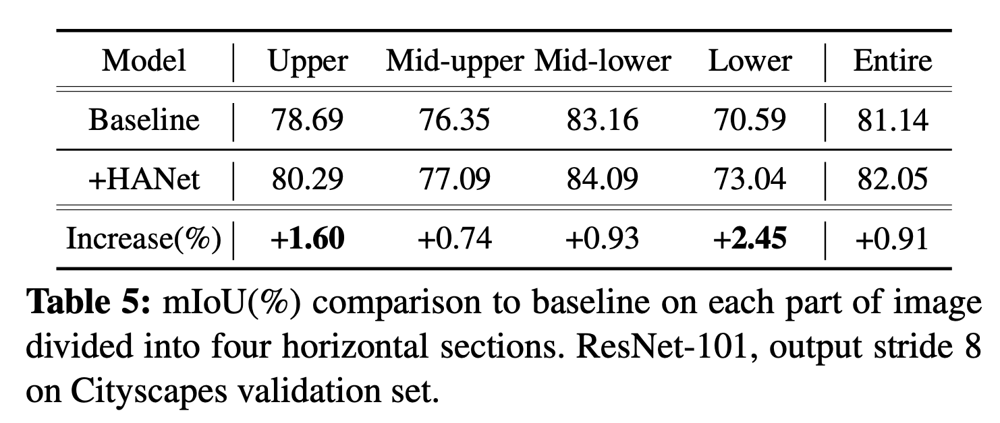 Model Upper Mid-upper Mid-lower Lower Entire
Baseline 78.69 76.35 83.16 70.59 81.14
+HANet 80.29 77.09 84.09 73.04 82.05
Increase(%) +1.60 +0.74 +0.93 +2.45 +0.91
Table 5: mIoU(%) comparison to baseline on each part of image
divided into four horizontal sections. ResNet-101, output stride 8
on Cityscapes validation set.